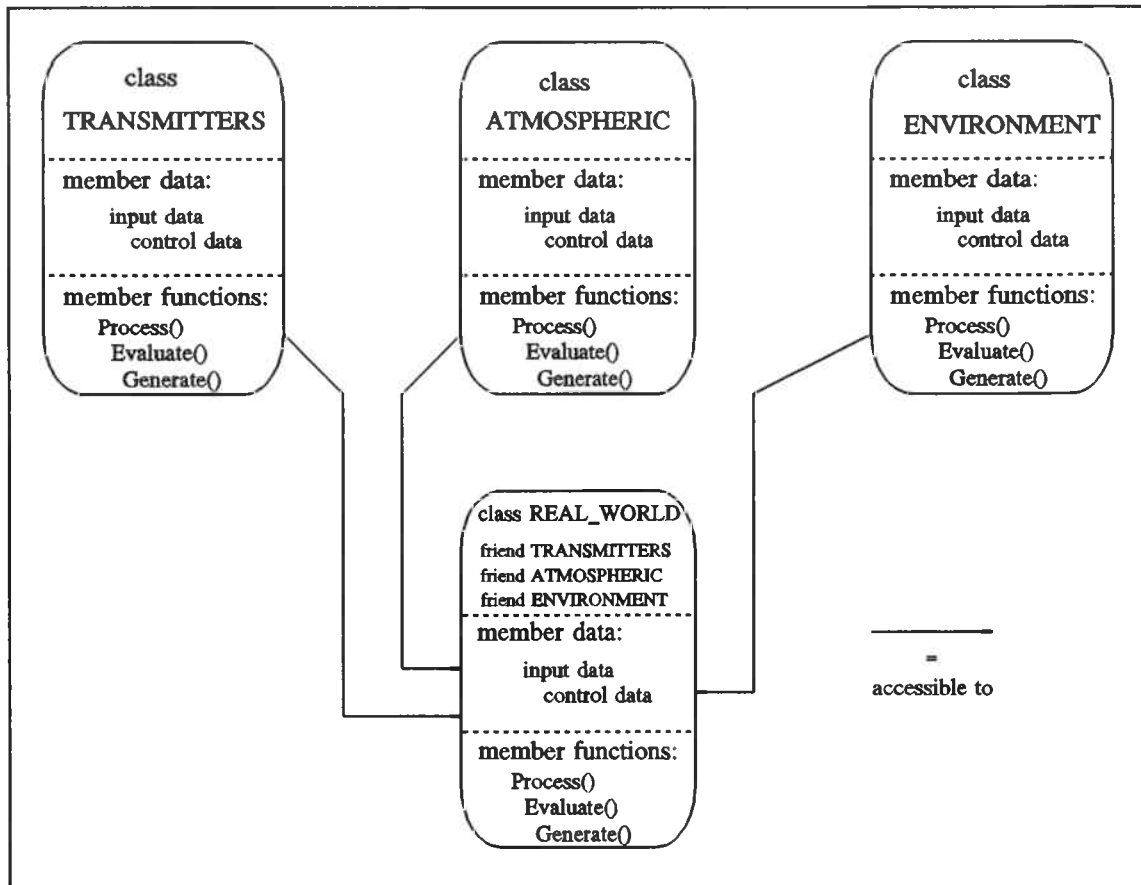 class
TRANSMITTERS
member data:
input data
control data
member functions:
Process()
Evaluate()
Generate()
class
ATMOSPHERIC
member data:
input data
control data
member functions:
Process()
Evaluate()
Generate()
class
ENVIRONMENT
member data:
input data
control data
member functions:
Process()
Evaluate()
Generate()
class REAL_WORLD
friend TRANSMITTERS
friend ATMOSPHERIC
friend ENVIRONMENT
member data:
input data
control data
member functions:
Process()
Evaluate()
Generate()
=
accessible to